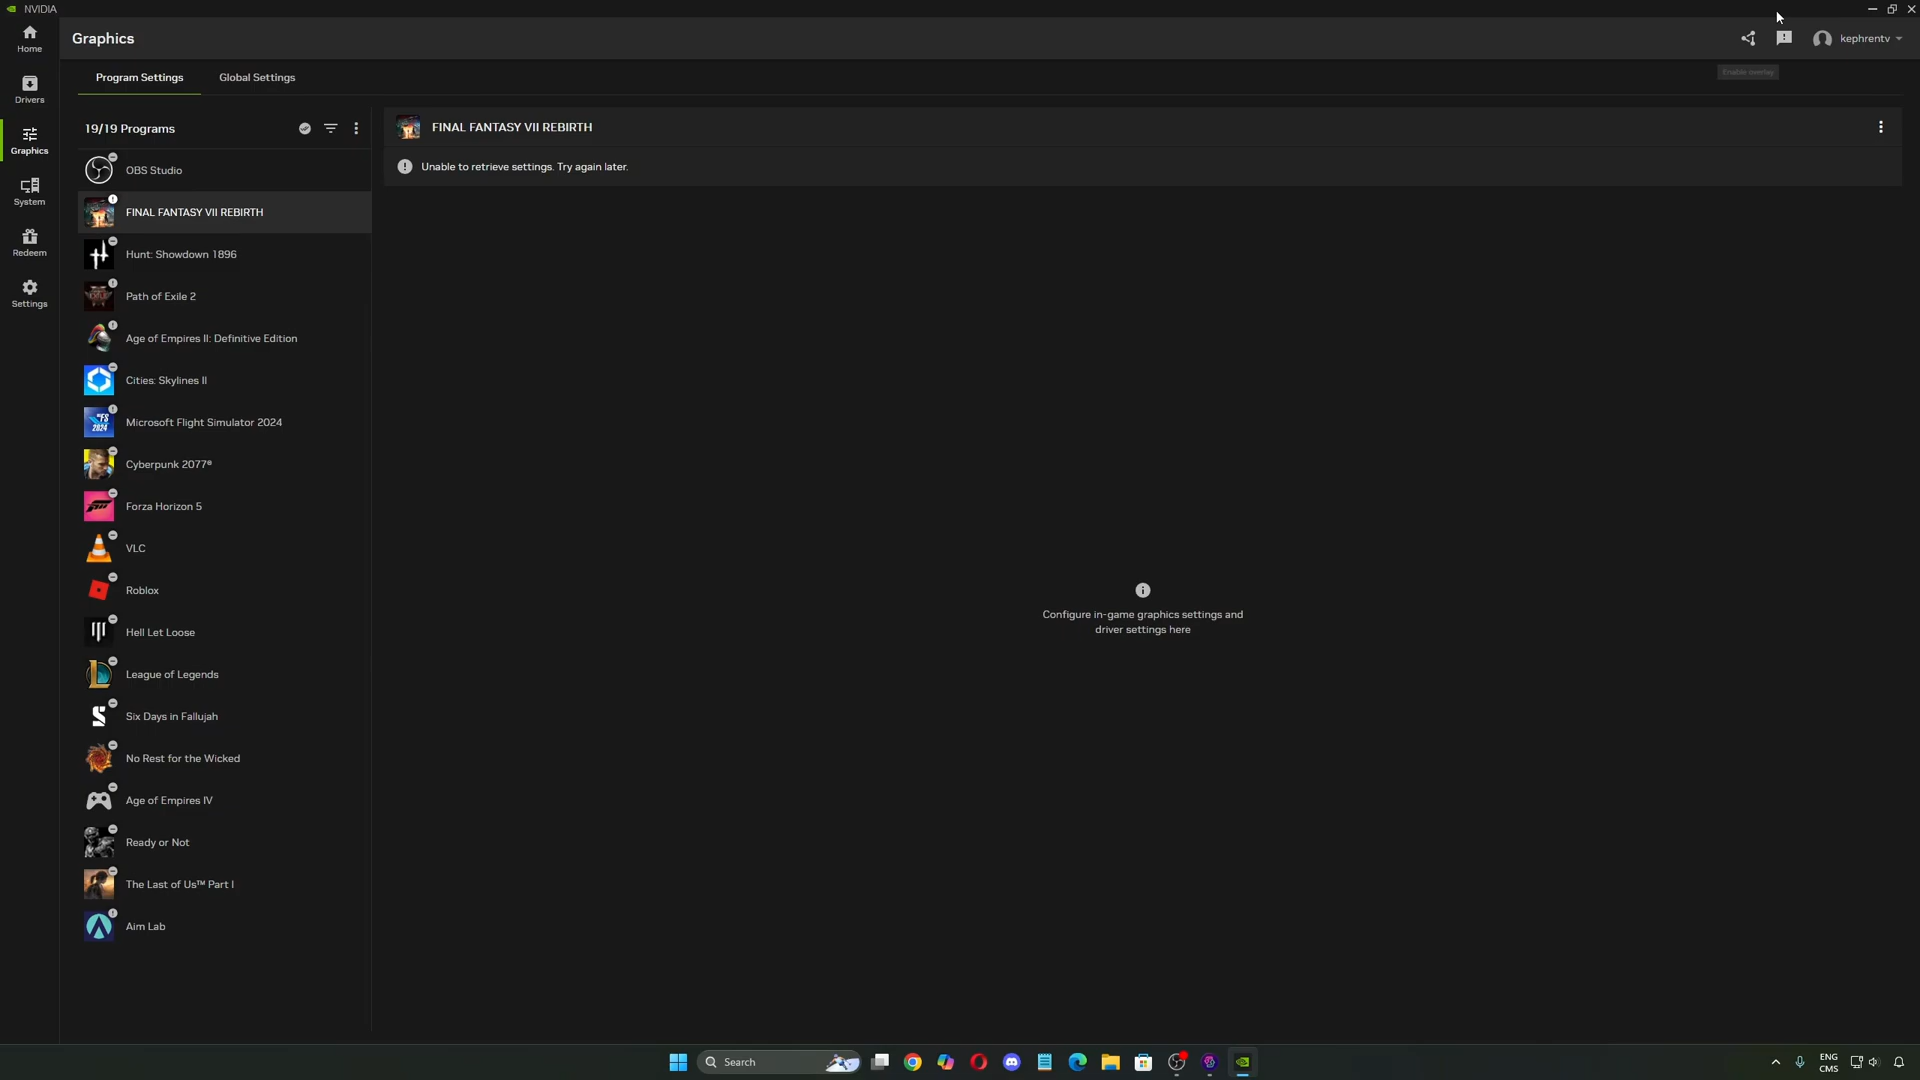 NVIDIA
Home
Drivers
Graphics
System
Redeem
Settings
Graphics
kephrentv
Enable overlay
Program Settings
Global Settings
19/19 Programs
OBS Studio
FINAL FANTASY VII REBIRTH
Hunt: Showdown 1896
Path of Exile 2
Age of Empires II: Definitive Edition
Cities: Skylines II
Microsoft Flight Simulator 2024
Cyberpunk 2077®
Forza Horizon 5
VLC
Roblox
Hell Let Loose
League of Legends
Six Days in Fallujah
No Rest for the Wicked
Age of Empires IV
Ready or Not
The Last of Us™ Part I
Aim Lab
FINAL FANTASY VII REBIRTH
Unable to retrieve settings. Try again later.
Configure in-game graphics settings and
driver settings here
Search
ENG
CMS